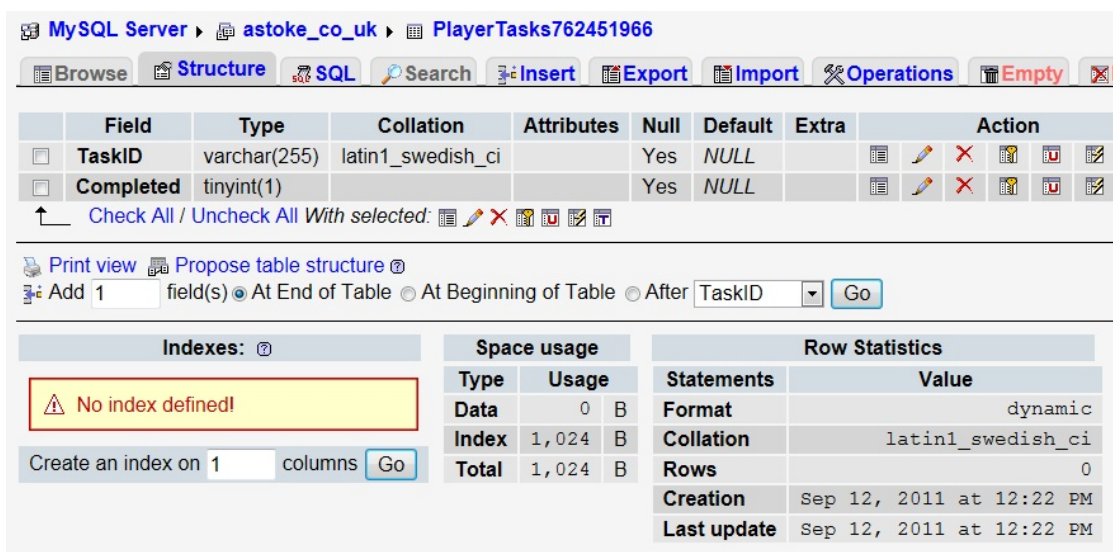 MySQL Server ▸ astoke_co_uk ▸ PlayerTasks762451966
Browse Structure SQL Search Insert Export Import Operations Empty
Field Type Collation Attributes Null Default Extra Action
TaskID varchar(255) latin1_swedish_ci Yes NULL
Completed tinyint(1) Yes NULL
Check All / Uncheck All With selected:
Print view Propose table structure
Add 1 field(s) At End of Table At Beginning of Table After TaskID Go
Indexes:
No index defined!
Create an index on 1 columns Go
Space usage
Type Usage
Data 0 B
Index 1,024 B
Total 1,024 B
Row Statistics
Statements Value
Format dynamic
Collation latin1_swedish_ci
Rows 0
Creation Sep 12, 2011 at 12:22 PM
Last update Sep 12, 2011 at 12:22 PM